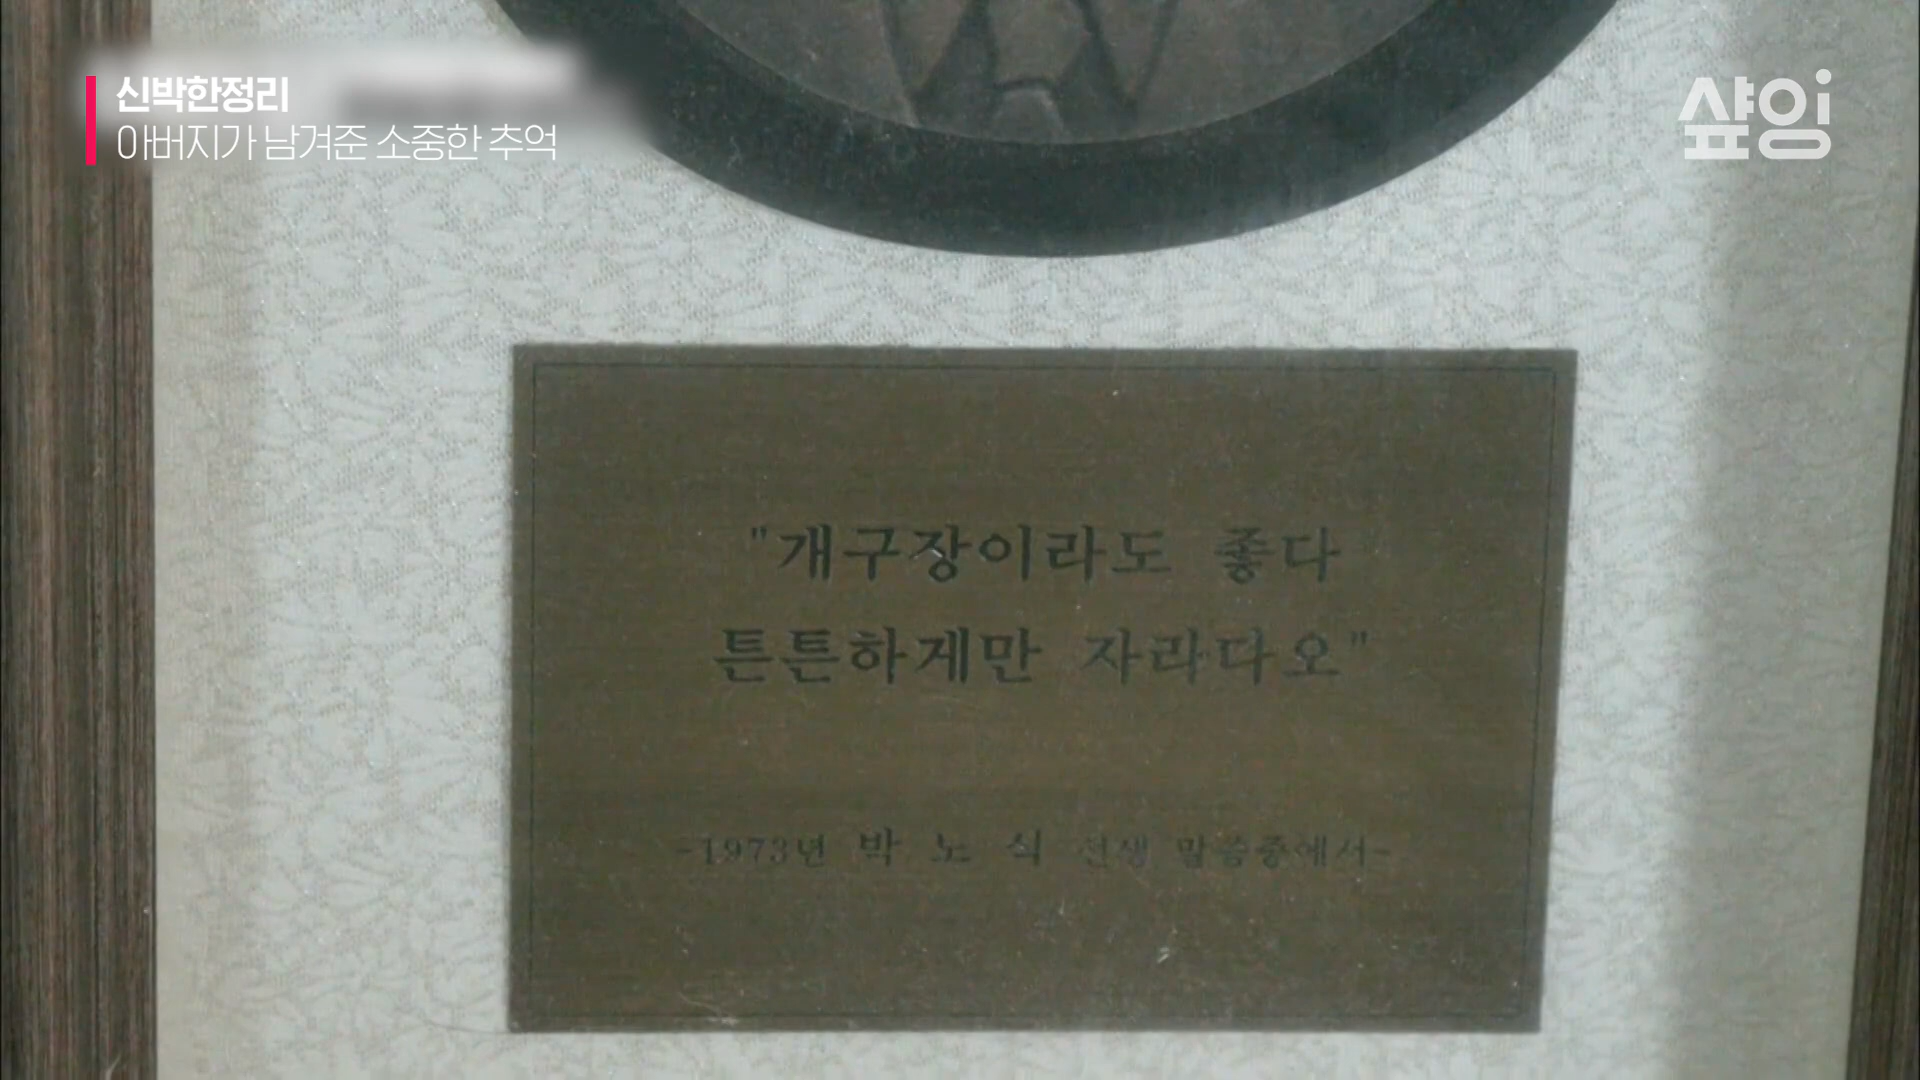 신박한정리
아버지가 남겨준 소중한 추억
샾잉
"개구장이라도 좋다
튼튼하게만 자라다오"
-1973년 박 노 식 선생 말씀중에서-